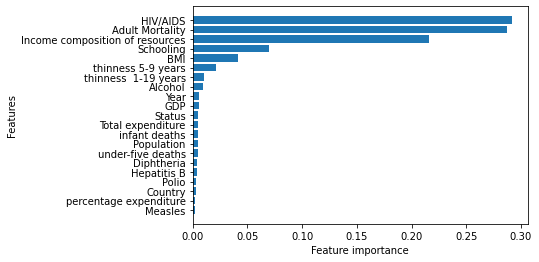 HIV/AIDS
Adult Mortality
Income composition of resources
Schooling
BMI
thinness 5-9 years
thinness  1-19 years
Alcohol
Year
GDP
Status
Total expenditure
infant deaths
Population
under-five deaths
Diphtheria
Hepatitis B
Polio
Country
percentage expenditure
Measles
Features
0.00 0.05 0.10 0.15 0.20 0.25 0.30
Feature importance